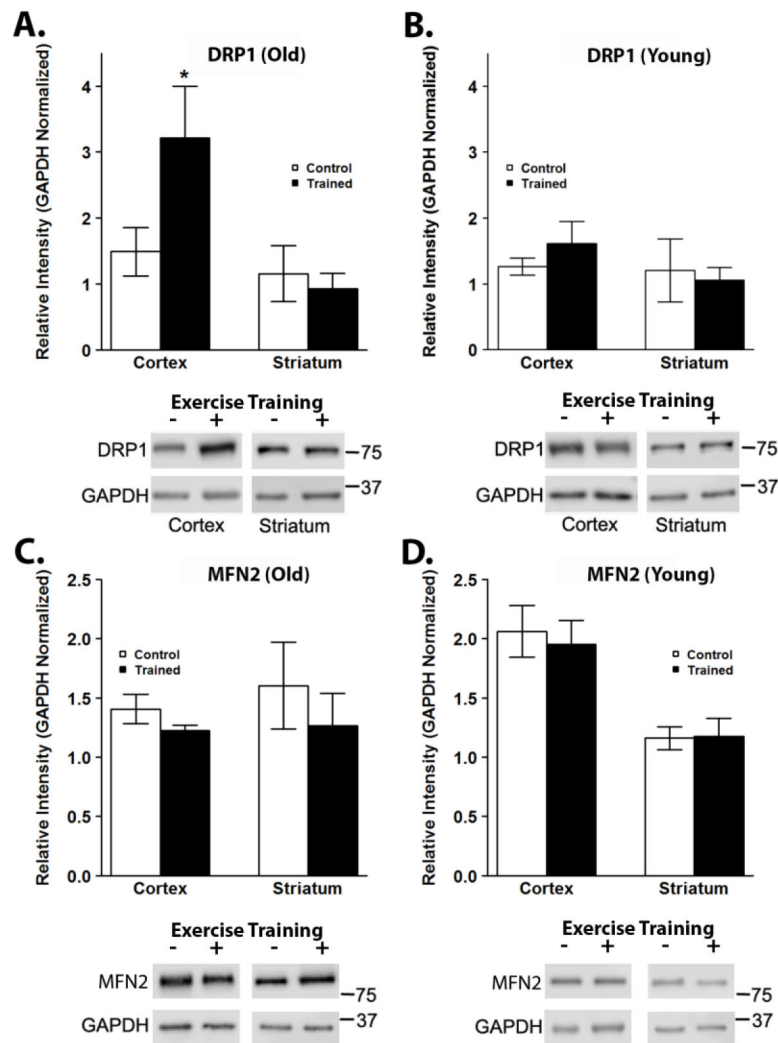 A.
DRP1 (Old)
Relative Intensity (GAPDH Normalized)
4
3
2
1
0
*
Control
Trained
Cortex
Striatum
Exercise Training
- + - +
DRP1
75
GAPDH
37
Cortex Striatum
B.
DRP1 (Young)
Relative Intensity (GAPDH Normalized)
4
3
2
1
0
Control
Trained
Cortex
Striatum
Exercise Training
- + - +
DRP1
75
GAPDH
37
Cortex Striatum
C.
MFN2 (Old)
Relative Intensity (GAPDH Normalized)
2.5
2.0
1.5
1.0
0.5
0.0
Control
Trained
Cortex
Striatum
Exercise Training
- + - +
MFN2
75
GAPDH
37
D.
MFN2 (Young)
Relative Intensity (GAPDH Normalized)
2.5
2.0
1.5
1.0
0.5
0.0
Control
Trained
Cortex
Striatum
Exercise Training
- + - +
MFN2
75
GAPDH
37